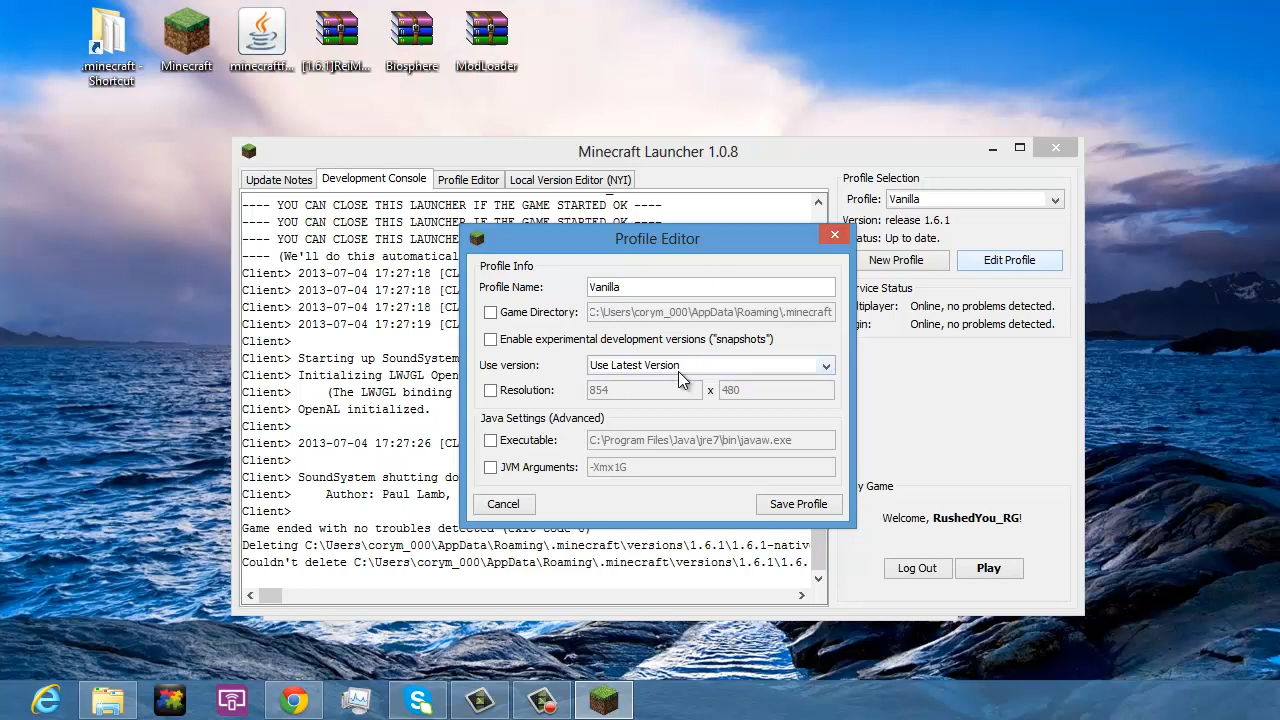 .minecraft - Shortcut
Minecraft
minecraftf...
[1.6.1]ReiM...
Biosphere
ModLoader
Minecraft Launcher 1.0.8
Update Notes
Development Console
Profile Editor
Local Version Editor (NYI)
---- YOU CAN CLOSE THIS LAUNCHER IF THE GAME STARTED OK ----
---- YOU CAN CLOSE THIS LAUNCHER IF THE GAME STARTED OK ----
---- YOU CAN CLOSE THIS LAUNCHER
---- (We'll do this automatical
Client> 2013-07-04 17:27:18 [CL
Client> 2013-07-04 17:27:18 [CL
Client> 2013-07-04 17:27:18 [CL
Client> 2013-07-04 17:27:19 [CL
Client>
Client> Starting up SoundSystem
Client> Initializing LWJGL Open
Client> (The LWJGL binding
Client> OpenAL initialized.
Client>
Client> 2013-07-04 17:27:26 [CL
Client>
Client> SoundSystem shutting do
Client> Author: Paul Lamb,
Client>
Game ended with no troubles detected (exit code 0)
Deleting C:\Users\corym_000\AppData\Roaming\.minecraft\versions\1.6.1\1.6.1-nativ
Couldn't delete C:\Users\corym_000\AppData\Roaming\.minecraft\versions\1.6.1\1.6.
Profile Editor
Profile Info
Profile Name: Vanilla
Game Directory: C:\Users\corym_000\AppData\Roaming\.minecraft
Enable experimental development versions ("snapshots")
Use version: Use Latest Version
Resolution: 854 x 480
Java Settings (Advanced)
Executable: C:\Program Files\Java\jre7\bin\javaw.exe
JVM Arguments: -Xmx1G
Cancel
Save Profile
Profile Selection
Profile: Vanilla
Version: release 1.6.1
tatus: Up to date.
New Profile
Edit Profile
ervice Status
ltiplayer: Online, no problems detected.
gin: Online, no problems detected.
y Game
Welcome, RushedYou_RG!
Log Out
Play